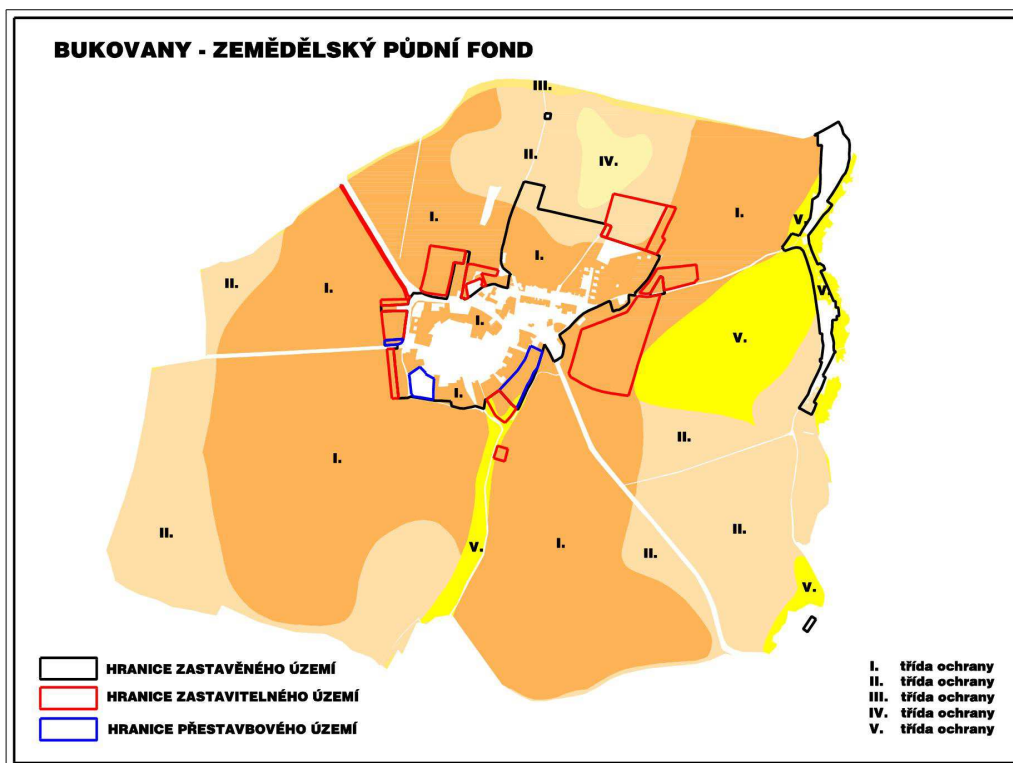 BUKOVANY - ZEMĚDĚLSKÝ PŮDNÍ FOND
III.
II.
IV.
I.
I.
V.
I.
II.
I.
V.
I.
V.
I.
II.
I.
II.
II.
V.
I.
II.
V.
HRANICE ZASTAVĚNÉHO ÚZEMÍ
HRANICE ZASTAVITELNÉHO ÚZEMÍ
HRANICE PŘESTAVBOVÉHO ÚZEMÍ
I. třída ochrany
II. třída ochrany
III. třída ochrany
IV. třída ochrany
V. třída ochrany